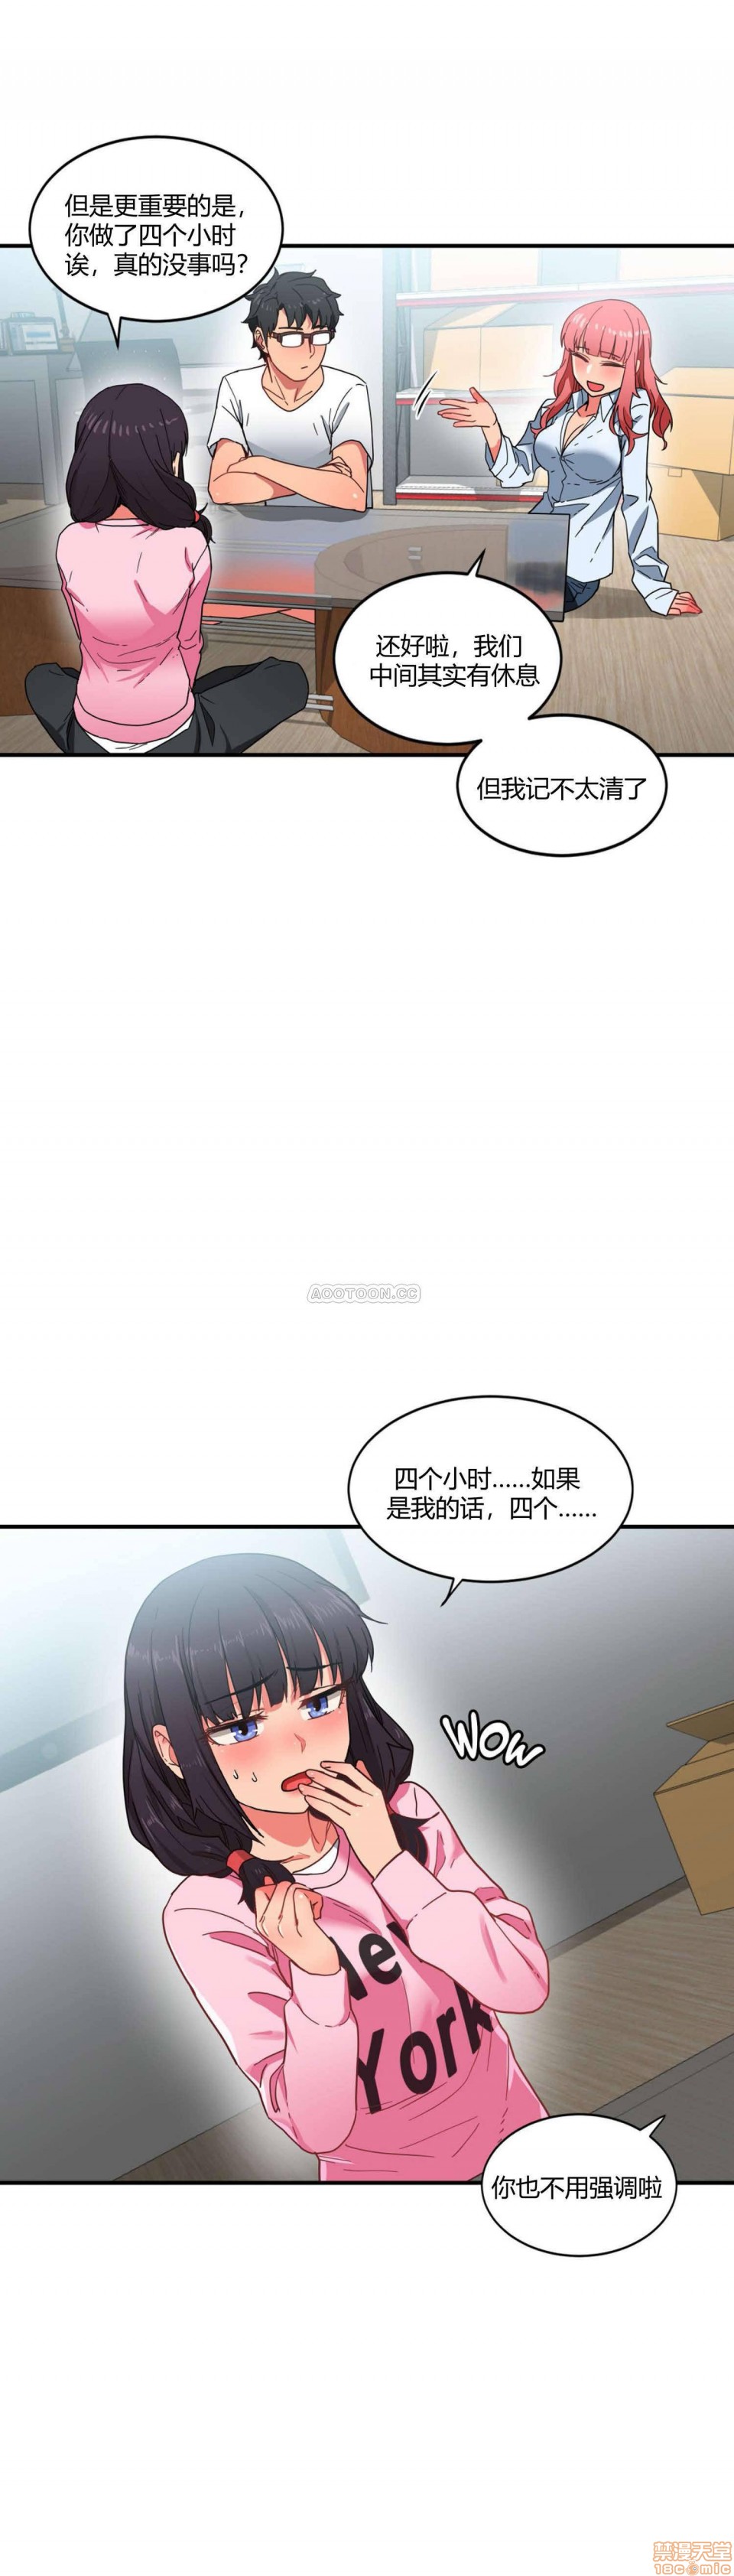 但是更重要的是，
你做了四个小时
诶，真的没事吗？
还好啦，我们
中间其实有休息
但我记不太清了
AOOTOON.CC
四个小时……如果
是我的话，四个……
WOW
New
York
你也不用强调啦
禁漫天堂
18comic